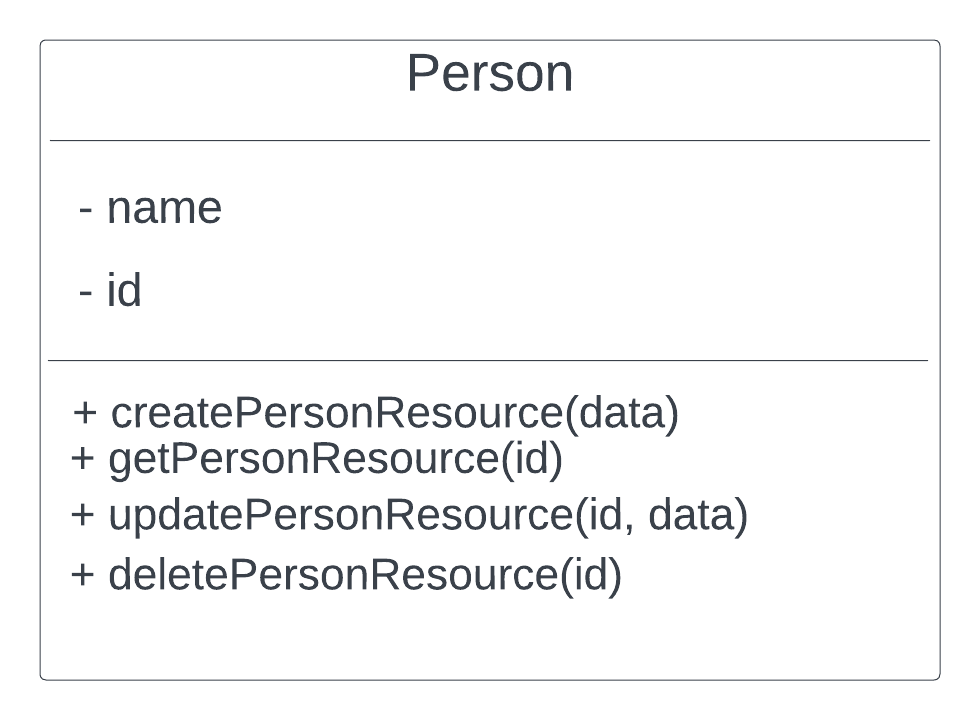 Person
- name
- id
+ createPersonResource(data)
+ getPersonResource(id)
+ updatePersonResource(id, data)
+ deletePersonResource(id)